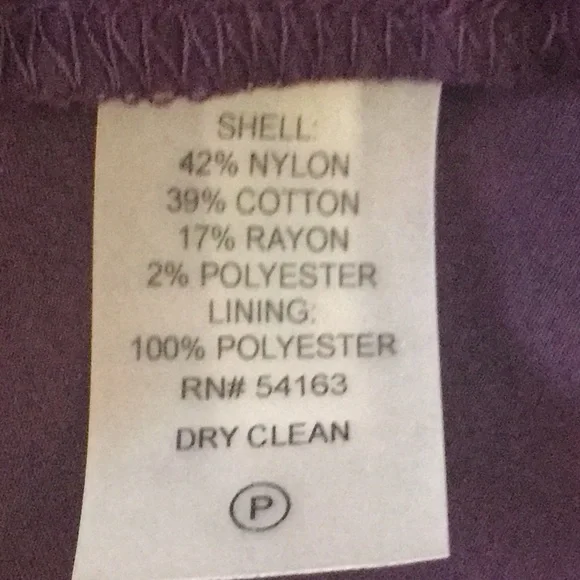 SHELL:
42% NYLON
39% COTTON
17% RAYON
2% POLYESTER
LINING:
100% POLYESTER
RN# 54163
DRY CLEAN
P